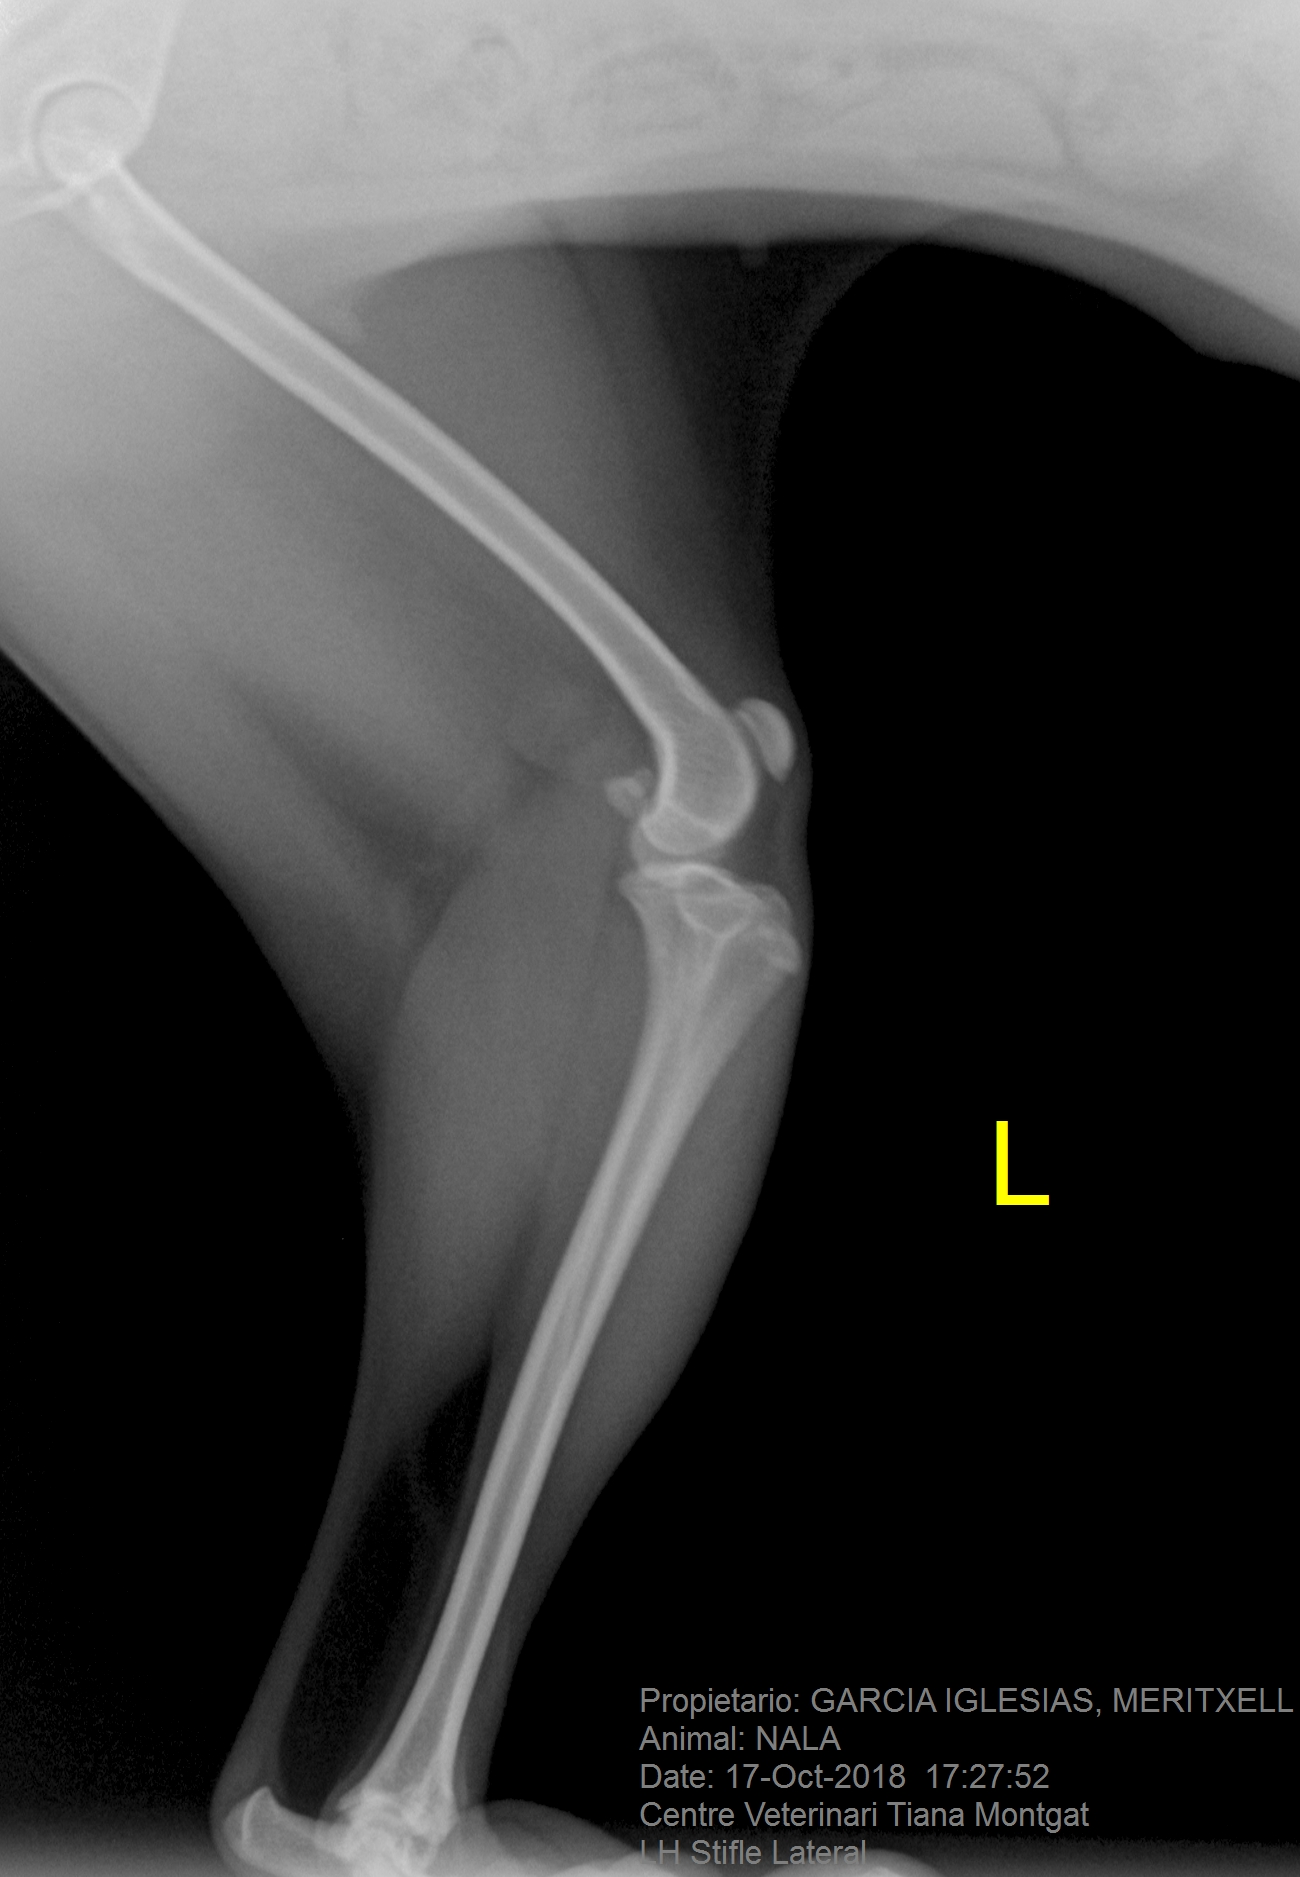 L
Propietario: GARCIA IGLESIAS, MERITXELL
Animal: NALA
Date: 17-Oct-2018  17:27:52
Centre Veterinari Tiana Montgat
LH Stifle Lateral